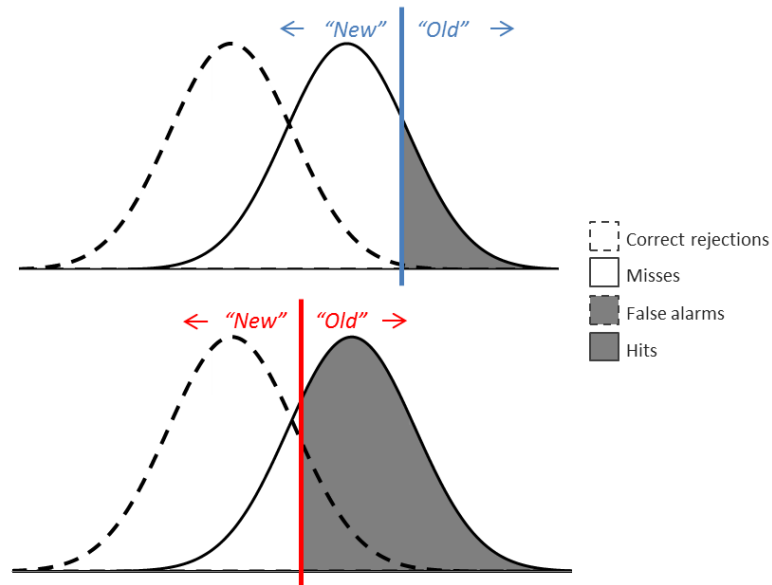 ← “New” “Old” →
Correct rejections
Misses
False alarms
Hits
← “New” “Old” →